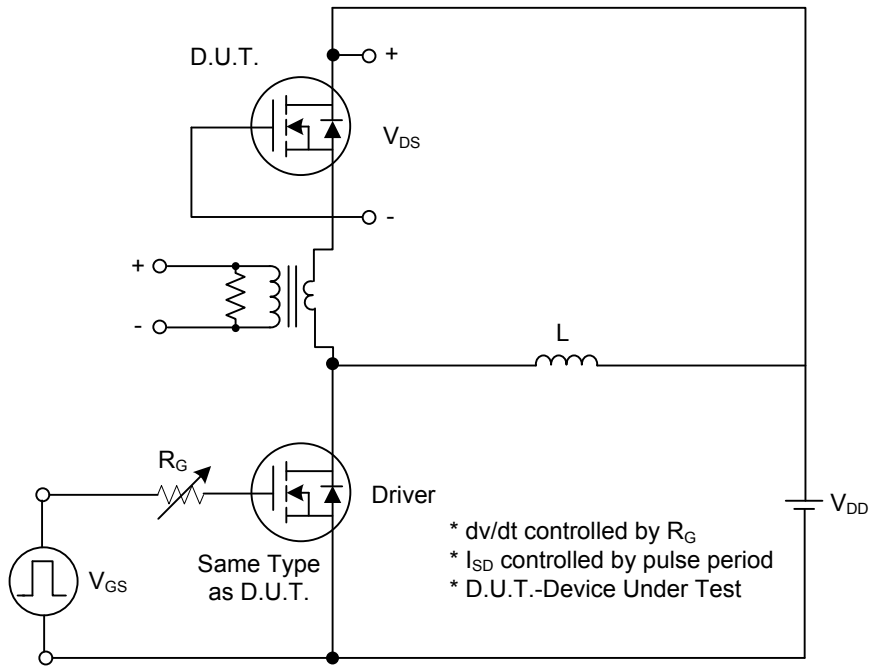 D.U.T.
+
V_DS
-
+
-
L
R_G
Driver
V_DD
V_GS
Same Type
as D.U.T.
* dv/dt controlled by R_G
* I_SD controlled by pulse period
* D.U.T.-Device Under Test